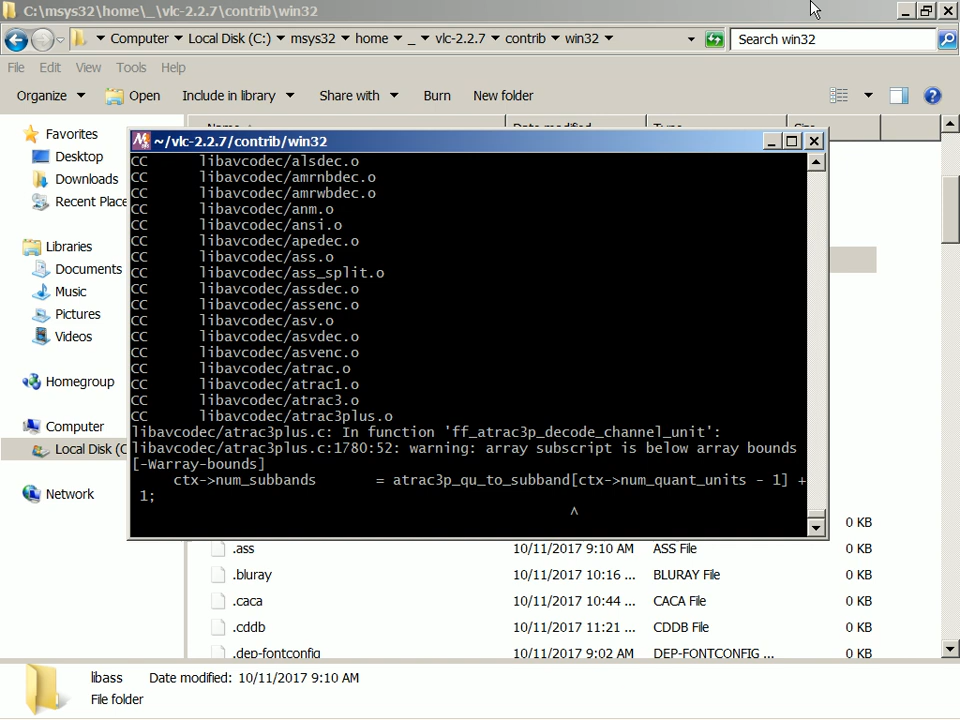 C:\msys32\home\_\vlc-2.2.7\contrib\win32
Computer Local Disk (C:) msys32 home _ vlc-2.2.7 contrib win32
Search win32
File Edit View Tools Help
Organize Open Include in library Share with Burn New folder
Favorites
Desktop
Downloads
Recent Place
Libraries
Documents
Music
Pictures
Videos
Homegroup
Computer
Local Disk (C
Network
~/vlc-2.2.7/contrib/win32
CC libavcodec/alsdec.o
CC libavcodec/amrnbdec.o
CC libavcodec/amrwbdec.o
CC libavcodec/anm.o
CC libavcodec/ansi.o
CC libavcodec/apedec.o
CC libavcodec/ass.o
CC libavcodec/ass_split.o
CC libavcodec/assdec.o
CC libavcodec/assenc.o
CC libavcodec/asv.o
CC libavcodec/asvdec.o
CC libavcodec/asvenc.o
CC libavcodec/atrac.o
CC libavcodec/atrac1.o
CC libavcodec/atrac3.o
CC libavcodec/atrac3plus.o
libavcodec/atrac3plus.c: In function 'ff_atrac3p_decode_channel_unit':
libavcodec/atrac3plus.c:1780:52: warning: array subscript is below array bounds
[-Warray-bounds]
ctx->num_subbands = atrac3p_qu_to_subband[ctx->num_quant_units - 1] +
1;
^
0 KB
.ass 10/11/2017 9:10 AM ASS File 0 KB
.bluray 10/11/2017 10:16 ... BLURAY File 0 KB
.caca 10/11/2017 10:44 ... CACA File 0 KB
.cddb 10/11/2017 11:21 ... CDDB File 0 KB
.dep-fontconfig 10/11/2017 9:02 AM DEP-FONTCONFIG ... 0 KB
libass Date modified: 10/11/2017 9:10 AM
File folder